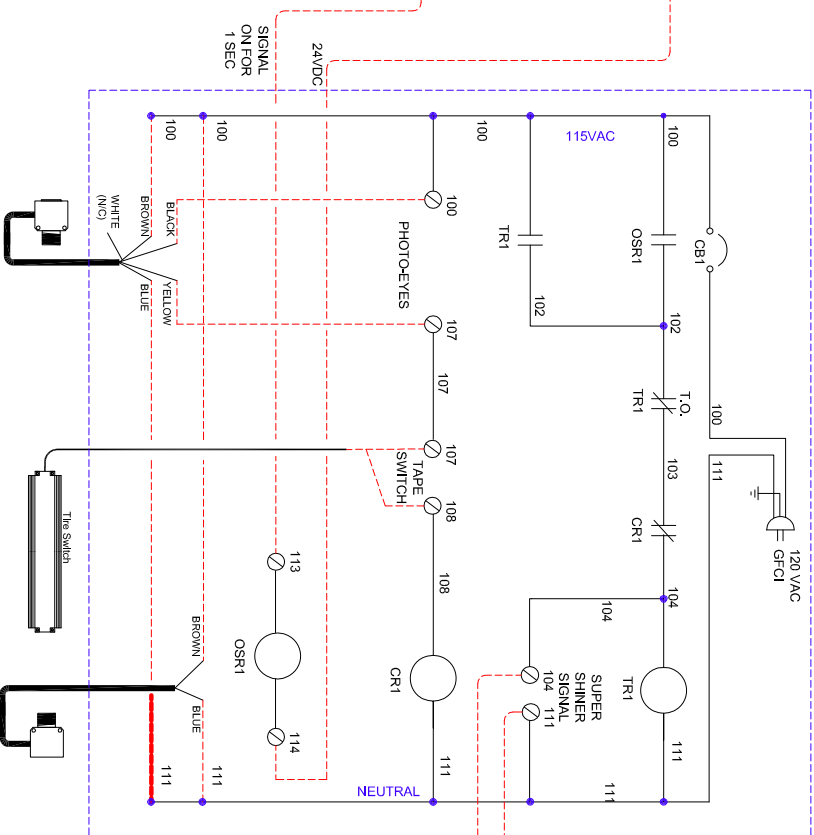 SIGNAL
ON FOR
1 SEC
24VDC
100
100
100
115VAC
100
WHITE
(N/C)
BROWN
BLACK
100
PHOTO-EYES
TR1
OSR1
CB1
BLUE
YELLOW
107
102
102
107
T.O.
TR1
100
111
107
TAPE
SWITCH
108
103
CR1
120 VAC
GFCI
Tire Switch
113
108
104
104
BROWN
OSR1
CR1
104
SUPER
SHINER
SIGNAL
111
TR1
BLUE
114
111
111
111
NEUTRAL
111
111